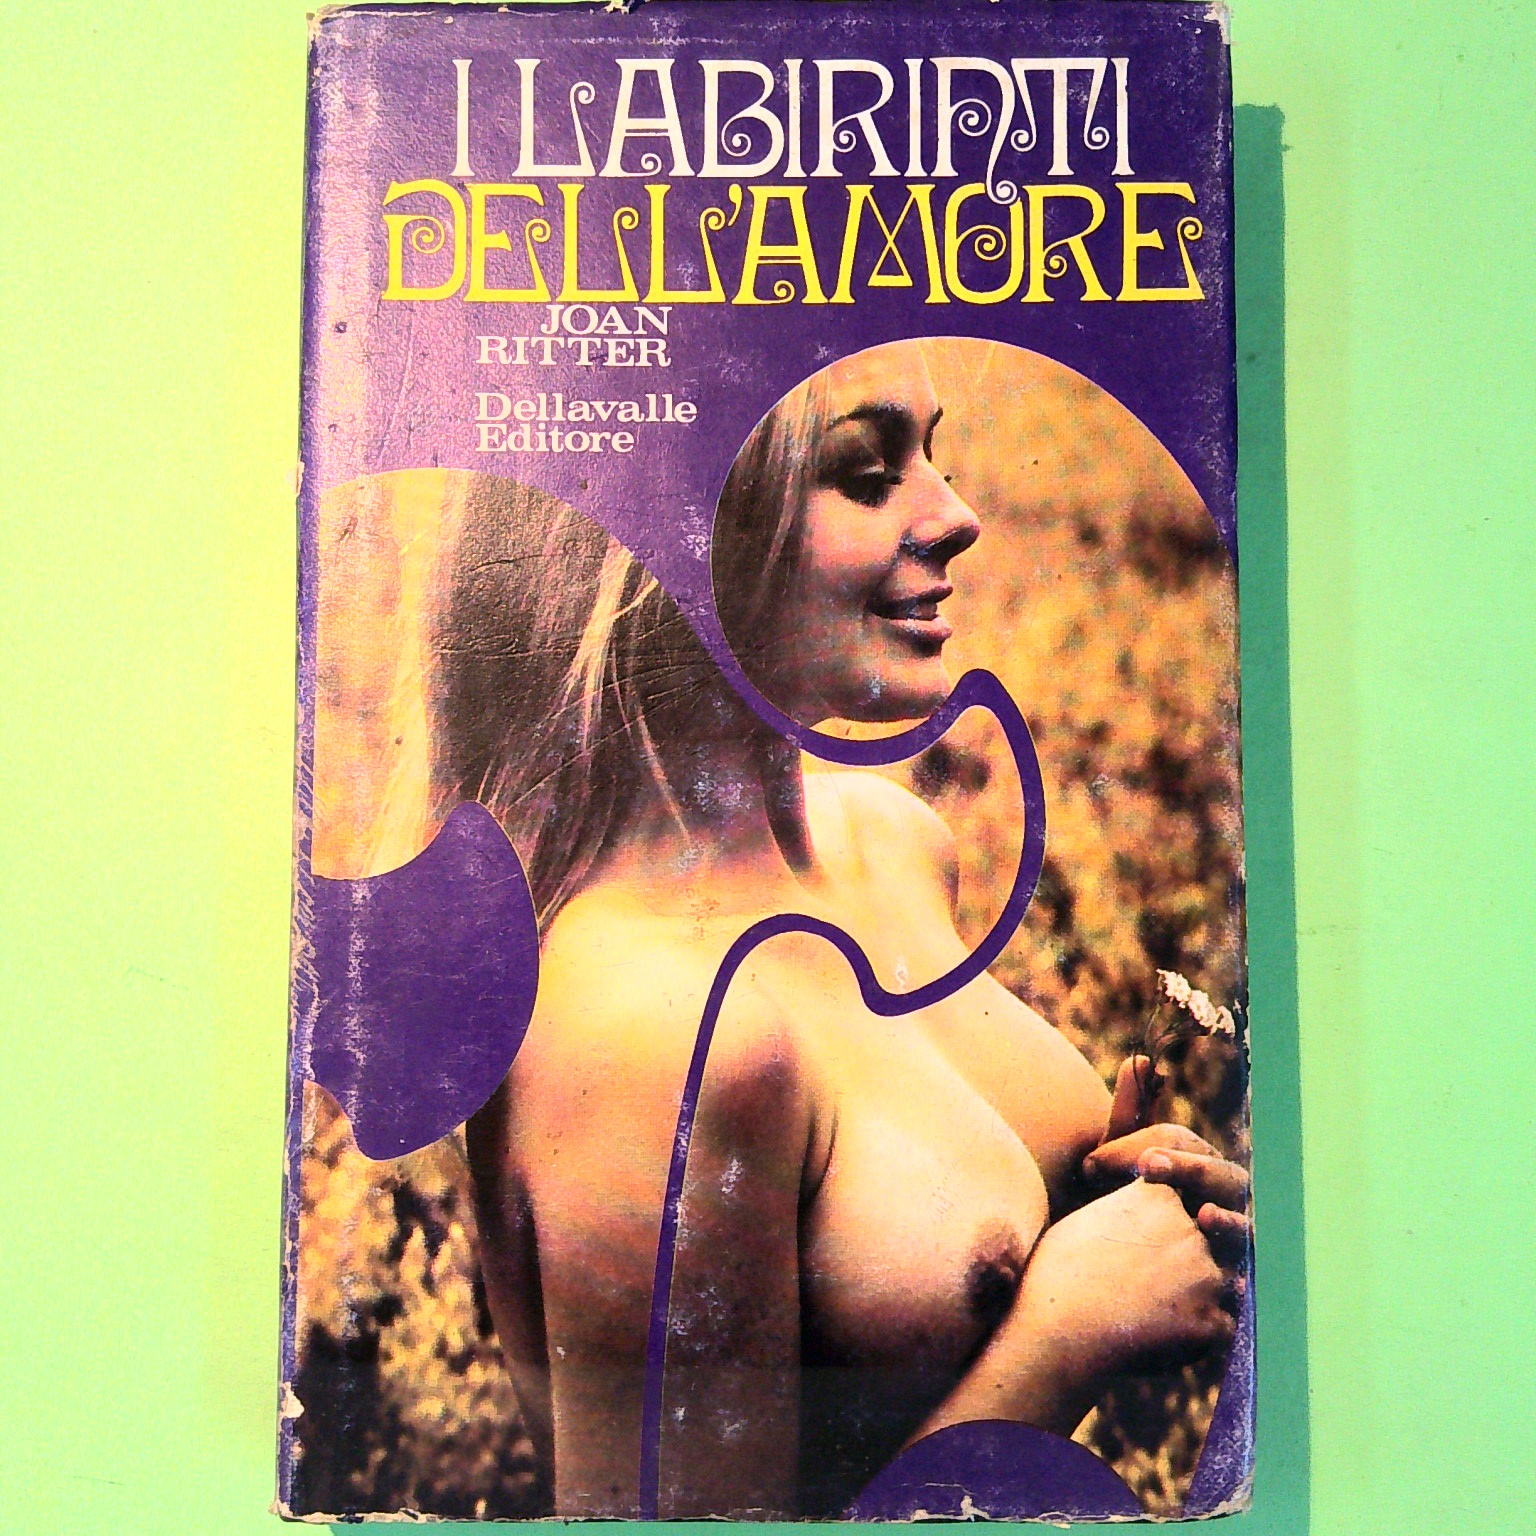 I LABIRINTI
DELL'AMORE
JOAN
RITTER
Dellavalle
Editore